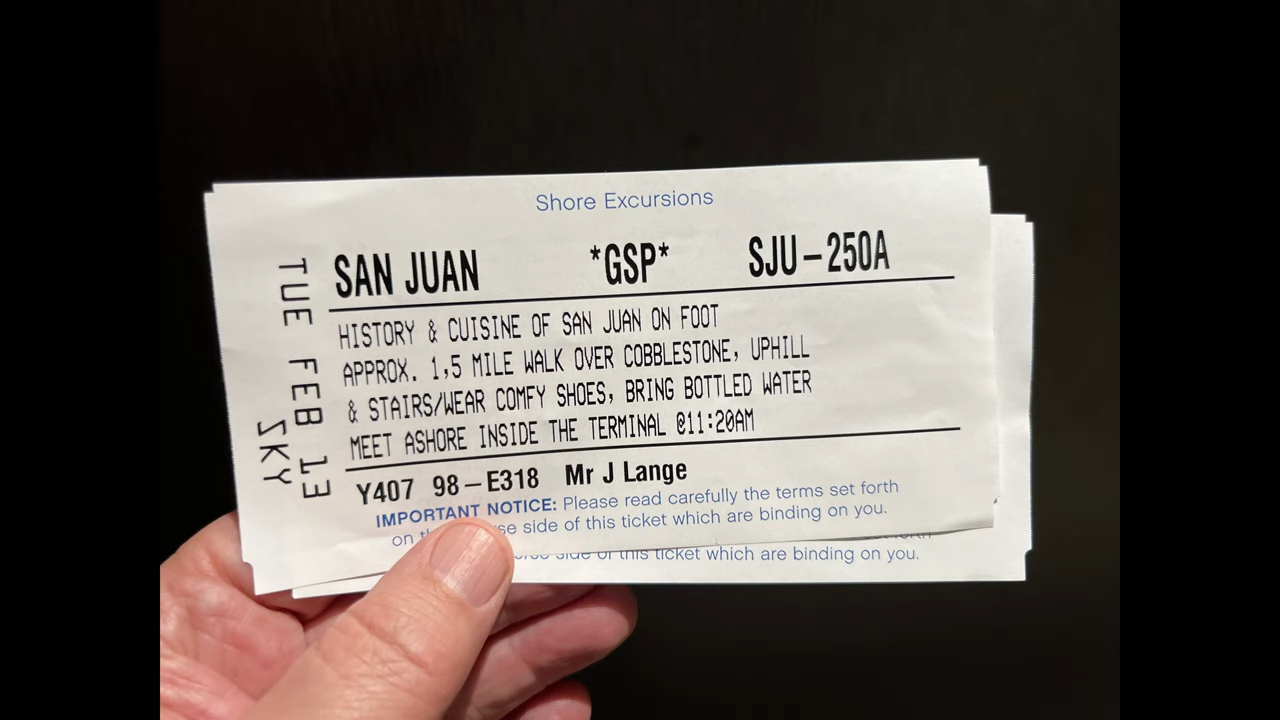 Shore Excursions
SAN JUAN *GSP* SJU-250A
HISTORY & CUISINE OF SAN JUAN ON FOOT
APPROX. 1,5 MILE WALK OVER COBBLESTONE, UPHILL
& STAIRS/WEAR COMFY SHOES, BRING BOTTLED WATER
MEET ASHORE INSIDE THE TERMINAL @11:20AM
Y407 98-E318 Mr J Lange
IMPORTANT NOTICE: Please read carefully the terms set forth
on side of this ticket which are binding on you.
TUE FEB 13
SKY
side of this ticket which are binding on you.